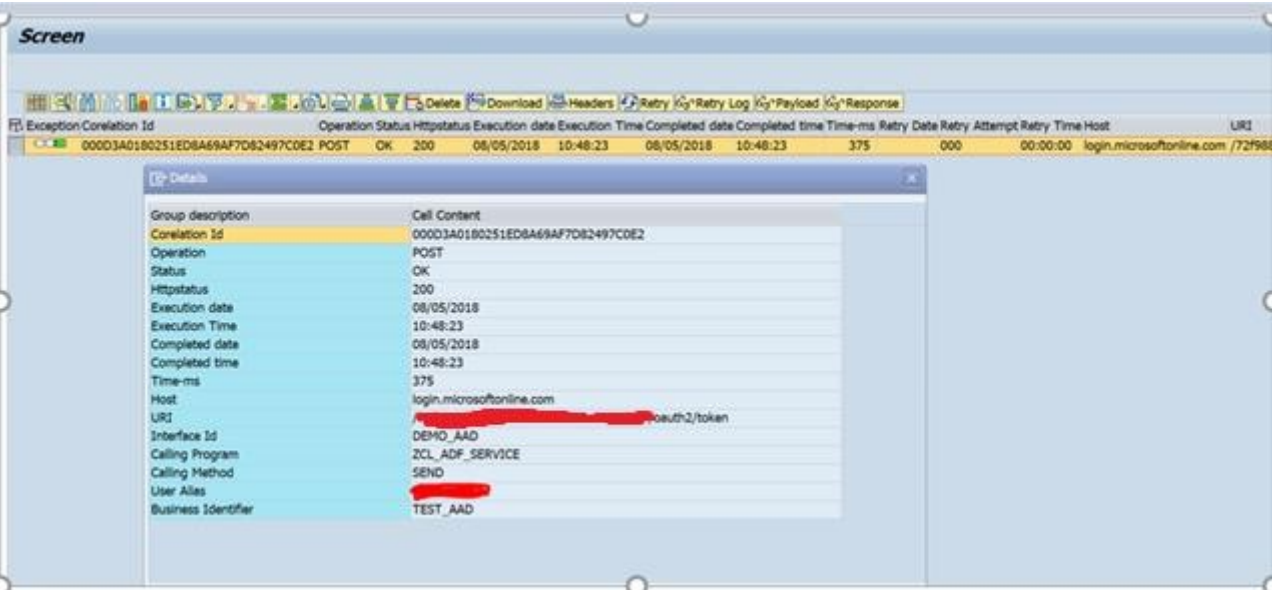 Screen
Delete Download Headers Retry Retry Log Payload Response
Exception Corelation Id Operation Status Httpstatus Execution date Execution Time Completed date Completed time Time-ms Retry Date Retry Attempt Retry Time Host URI
000D3A0180251ED8A69AF7D82497C0E2 POST OK 200 08/05/2018 10:48:23 08/05/2018 10:48:23 375 000 00:00:00 login.microsoftonline.com /72f988
Details
Group description Cell Content
Corelation Id 000D3A0180251ED8A69AF7D82497C0E2
Operation POST
Status OK
Httpstatus 200
Execution date 08/05/2018
Execution Time 10:48:23
Completed date 08/05/2018
Completed time 10:48:23
Time-ms 375
Host login.microsoftonline.com
URI / oauth2/token
Interface Id DEMO_AAD
Calling Program ZCL_ADF_SERVICE
Calling Method SEND
User Alias
Business Identifier TEST_AAD